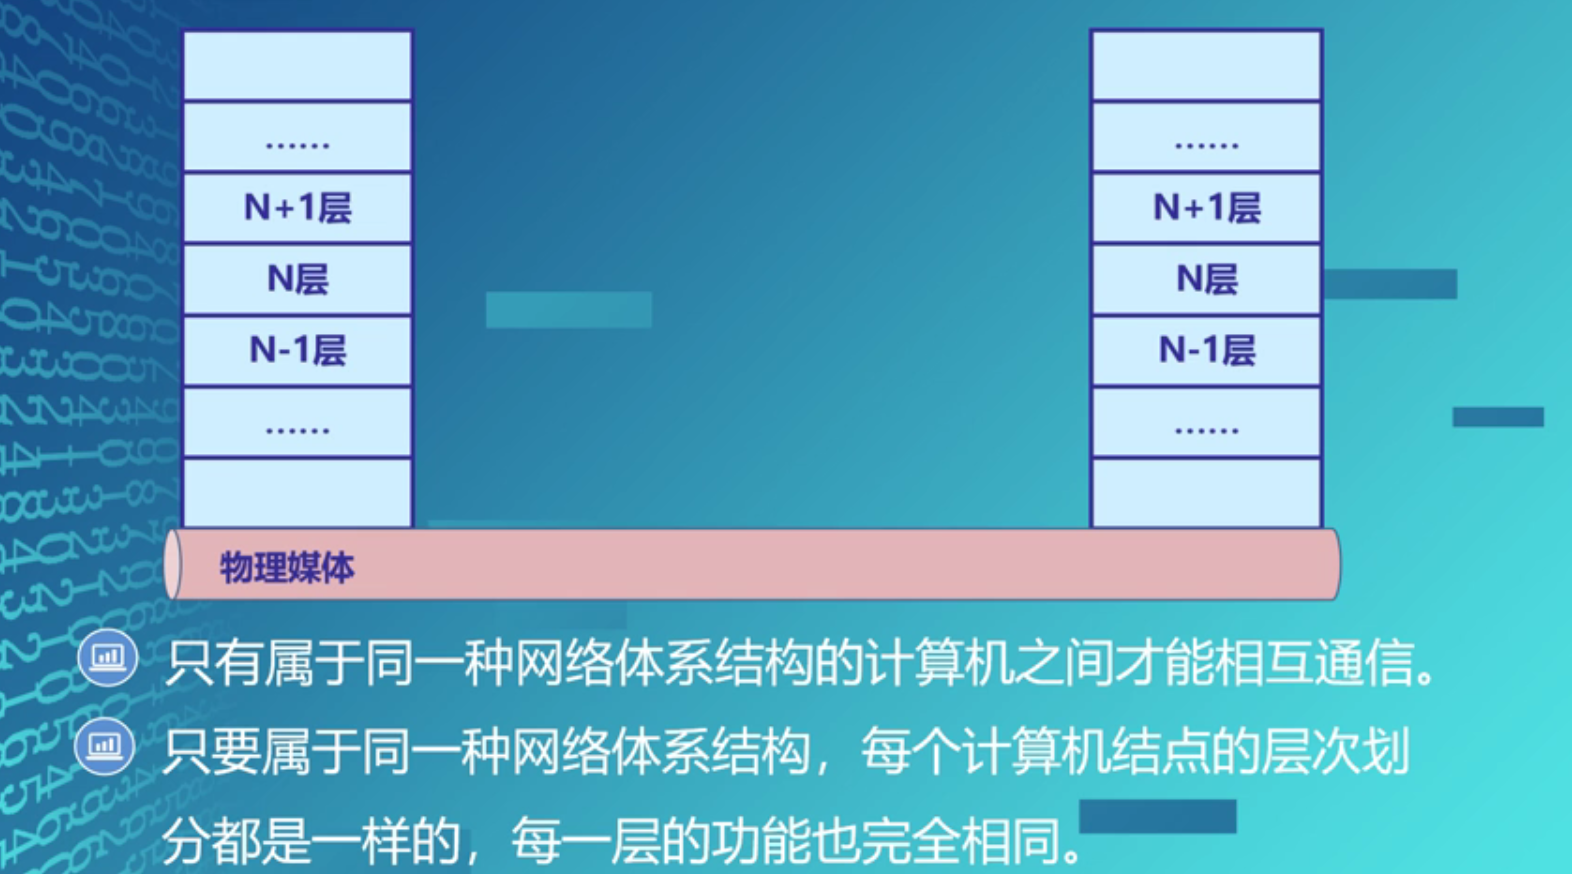 ......
......
N+1层
N+1层
N层
N层
N-1层
N-1层
......
......
物理媒体
只有属于同一种网络体系结构的计算机之间才能相互通信。
只要属于同一种网络体系结构，每个计算机结点的层次划
分都是一样的，每一层的功能也完全相同。